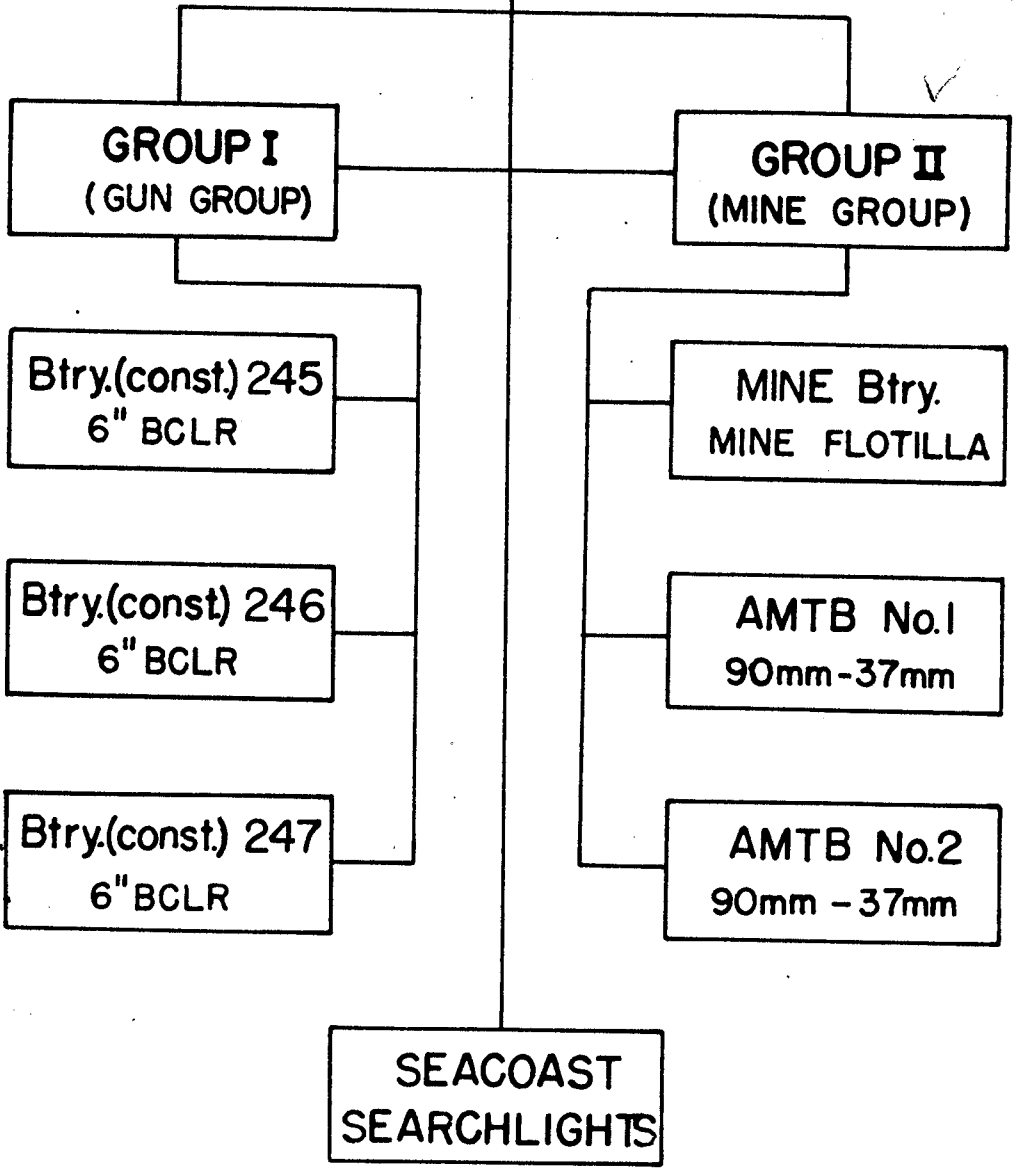 GROUP I
(GUN GROUP)
GROUP II
(MINE GROUP)
Btry.(const.) 245
6" BCLR
Btry.(const.) 246
6" BCLR
Btry.(const.) 247
6" BCLR
MINE Btry.
MINE FLOTILLA
AMTB No.1
90mm-37mm
AMTB No.2
90mm - 37mm
SEACOAST
SEARCHLIGHTS